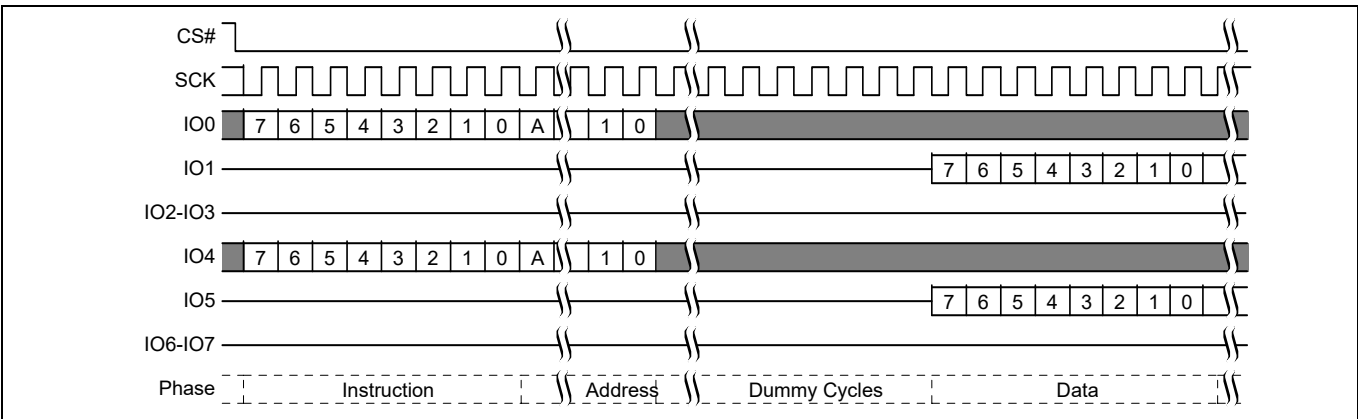 CS#
SCK
IO0 7 6 5 4 3 2 1 0 A 1 0
IO1 7 6 5 4 3 2 1 0
IO2-IO3
IO4 7 6 5 4 3 2 1 0 A 1 0
IO5 7 6 5 4 3 2 1 0
IO6-IO7
Phase Instruction Address Dummy Cycles Data